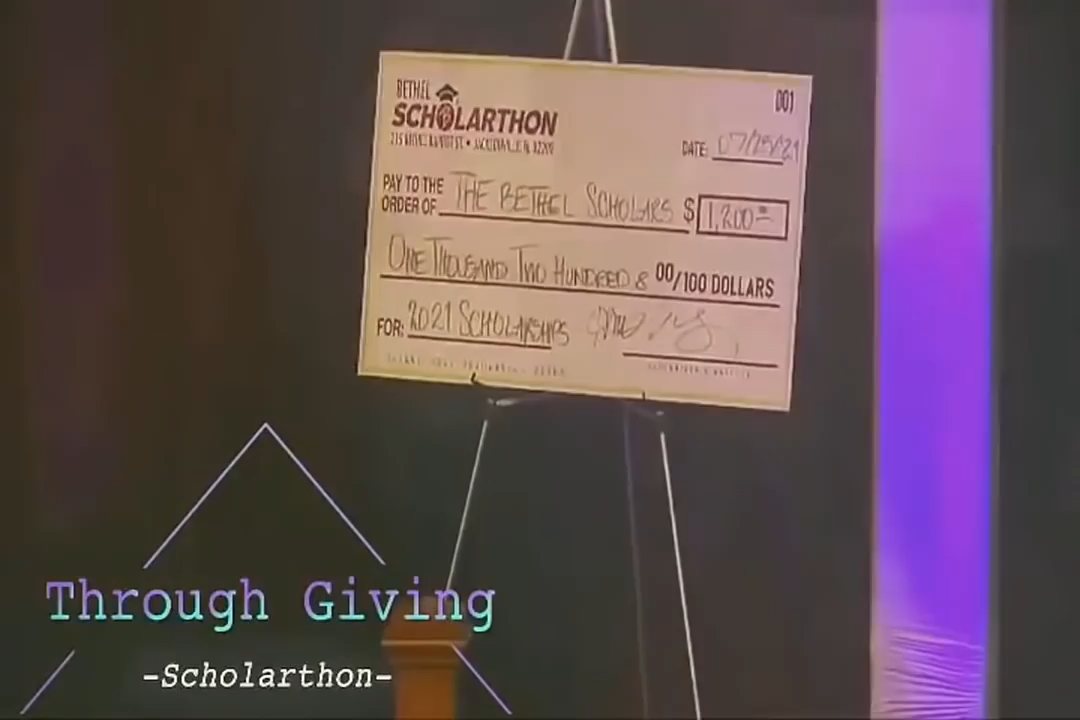 BETHEL
SCHOLARTHON
001
DATE: 07/25/21
PAY TO THE
ORDER OF THE BETHEL SCHOLARS $ 1,200
ONE THOUSAND TWO HUNDRED & 00/100 DOLLARS
FOR: 2021 SCHOLARSHIPS
Through Giving
-Scholarthon-